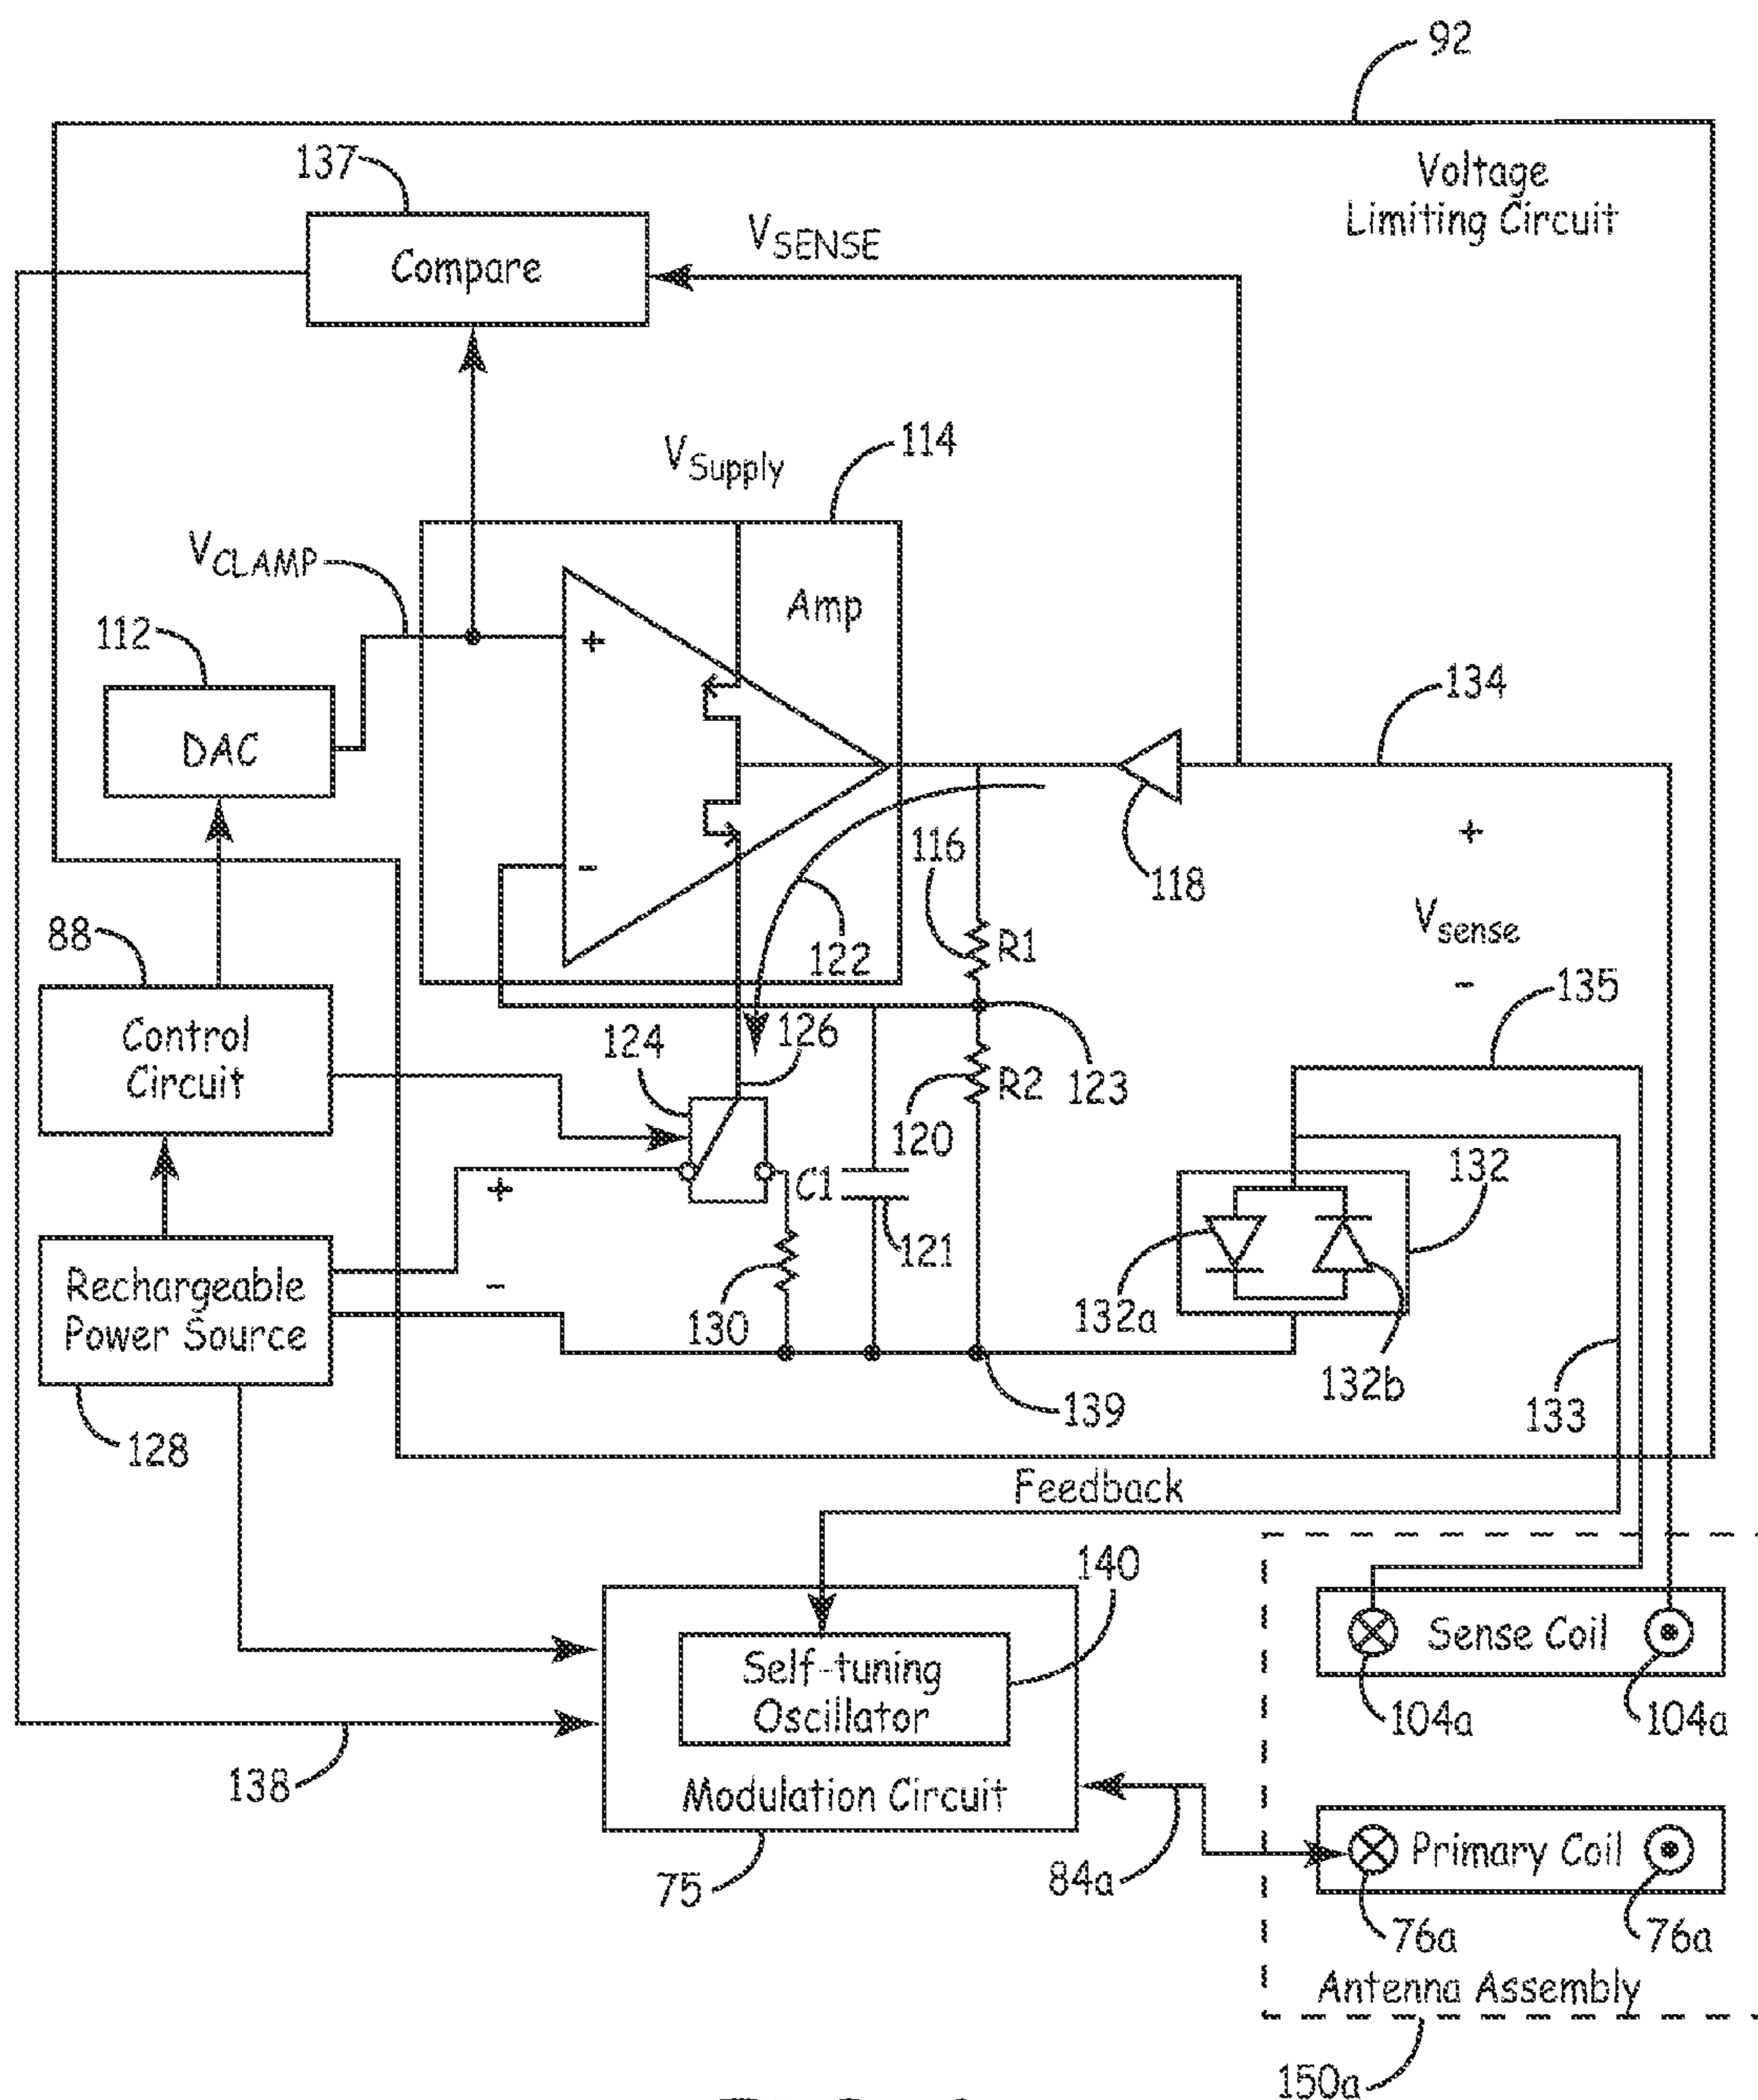 92
Voltage
Limiting Circuit
137
Compare
VSENSE
VSupply
114
VCLAMP
Amp
112
+
DAC
134
-
116
118
+
Vsense
-
88
122
R1
135
Control
Circuit
124
126
R2
123
120
132
+
C1
121
-
Rechargeable
Power Source
130
132a
132b
139
133
128
Feedback
140
Self-tuning
Oscillator
Sense Coil
104a
104a
138
Modulation Circuit
75
84a
Primary Coil
76a
76a
Antenna Assembly
150a